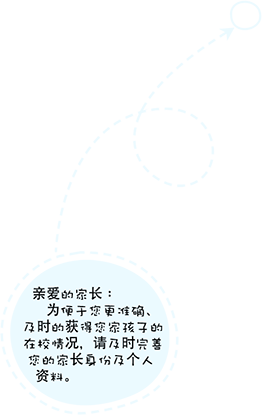 亲爱的家长：
为便于您更准确、
及时的获得您家孩子的
在校情况，请及时完善
您的家长身份及个人
资料。